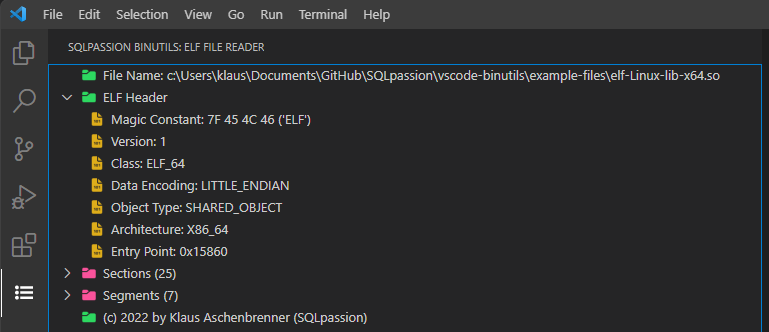 File Edit Selection View Go Run Terminal Help
SQLPASSION BINUTILS: ELF FILE READER
File Name: c:\Users\klaus\Documents\GitHub\SQLpassion\vscode-binutils\example-files\elf-Linux-lib-x64.so
ELF Header
Magic Constant: 7F 45 4C 46 ('ELF')
Version: 1
Class: ELF_64
Data Encoding: LITTLE_ENDIAN
Object Type: SHARED_OBJECT
Architecture: X86_64
Entry Point: 0x15860
Sections (25)
Segments (7)
(c) 2022 by Klaus Aschenbrenner (SQLpassion)